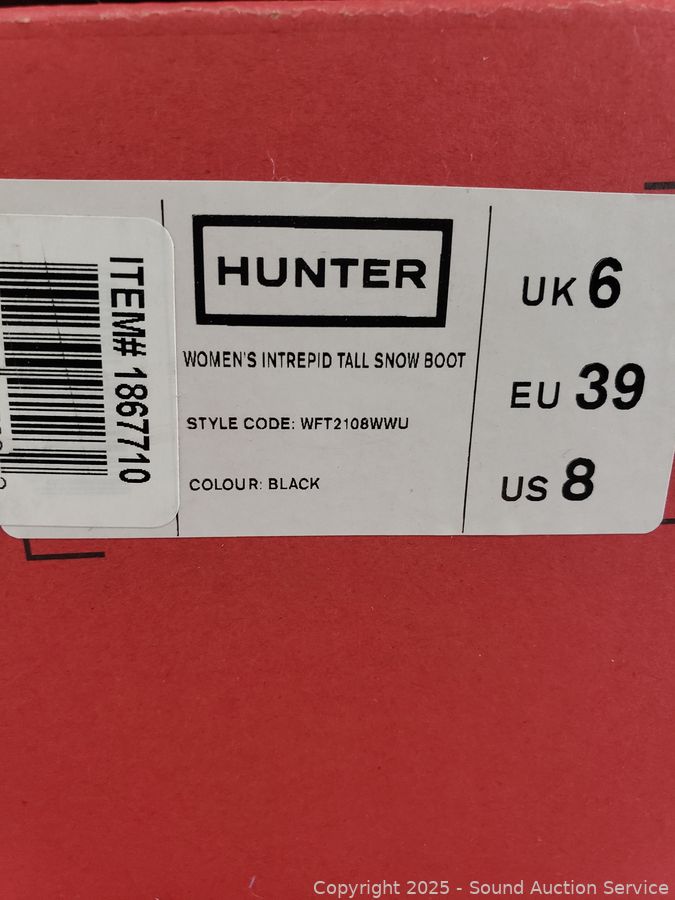 ITEM# 1867710
HUNTER
WOMEN'S INTREPID TALL SNOW BOOT
STYLE CODE: WFT2108WWU
COLOUR: BLACK
UK 6
EU 39
US 8
Copyright 2025 - Sound Auction Service